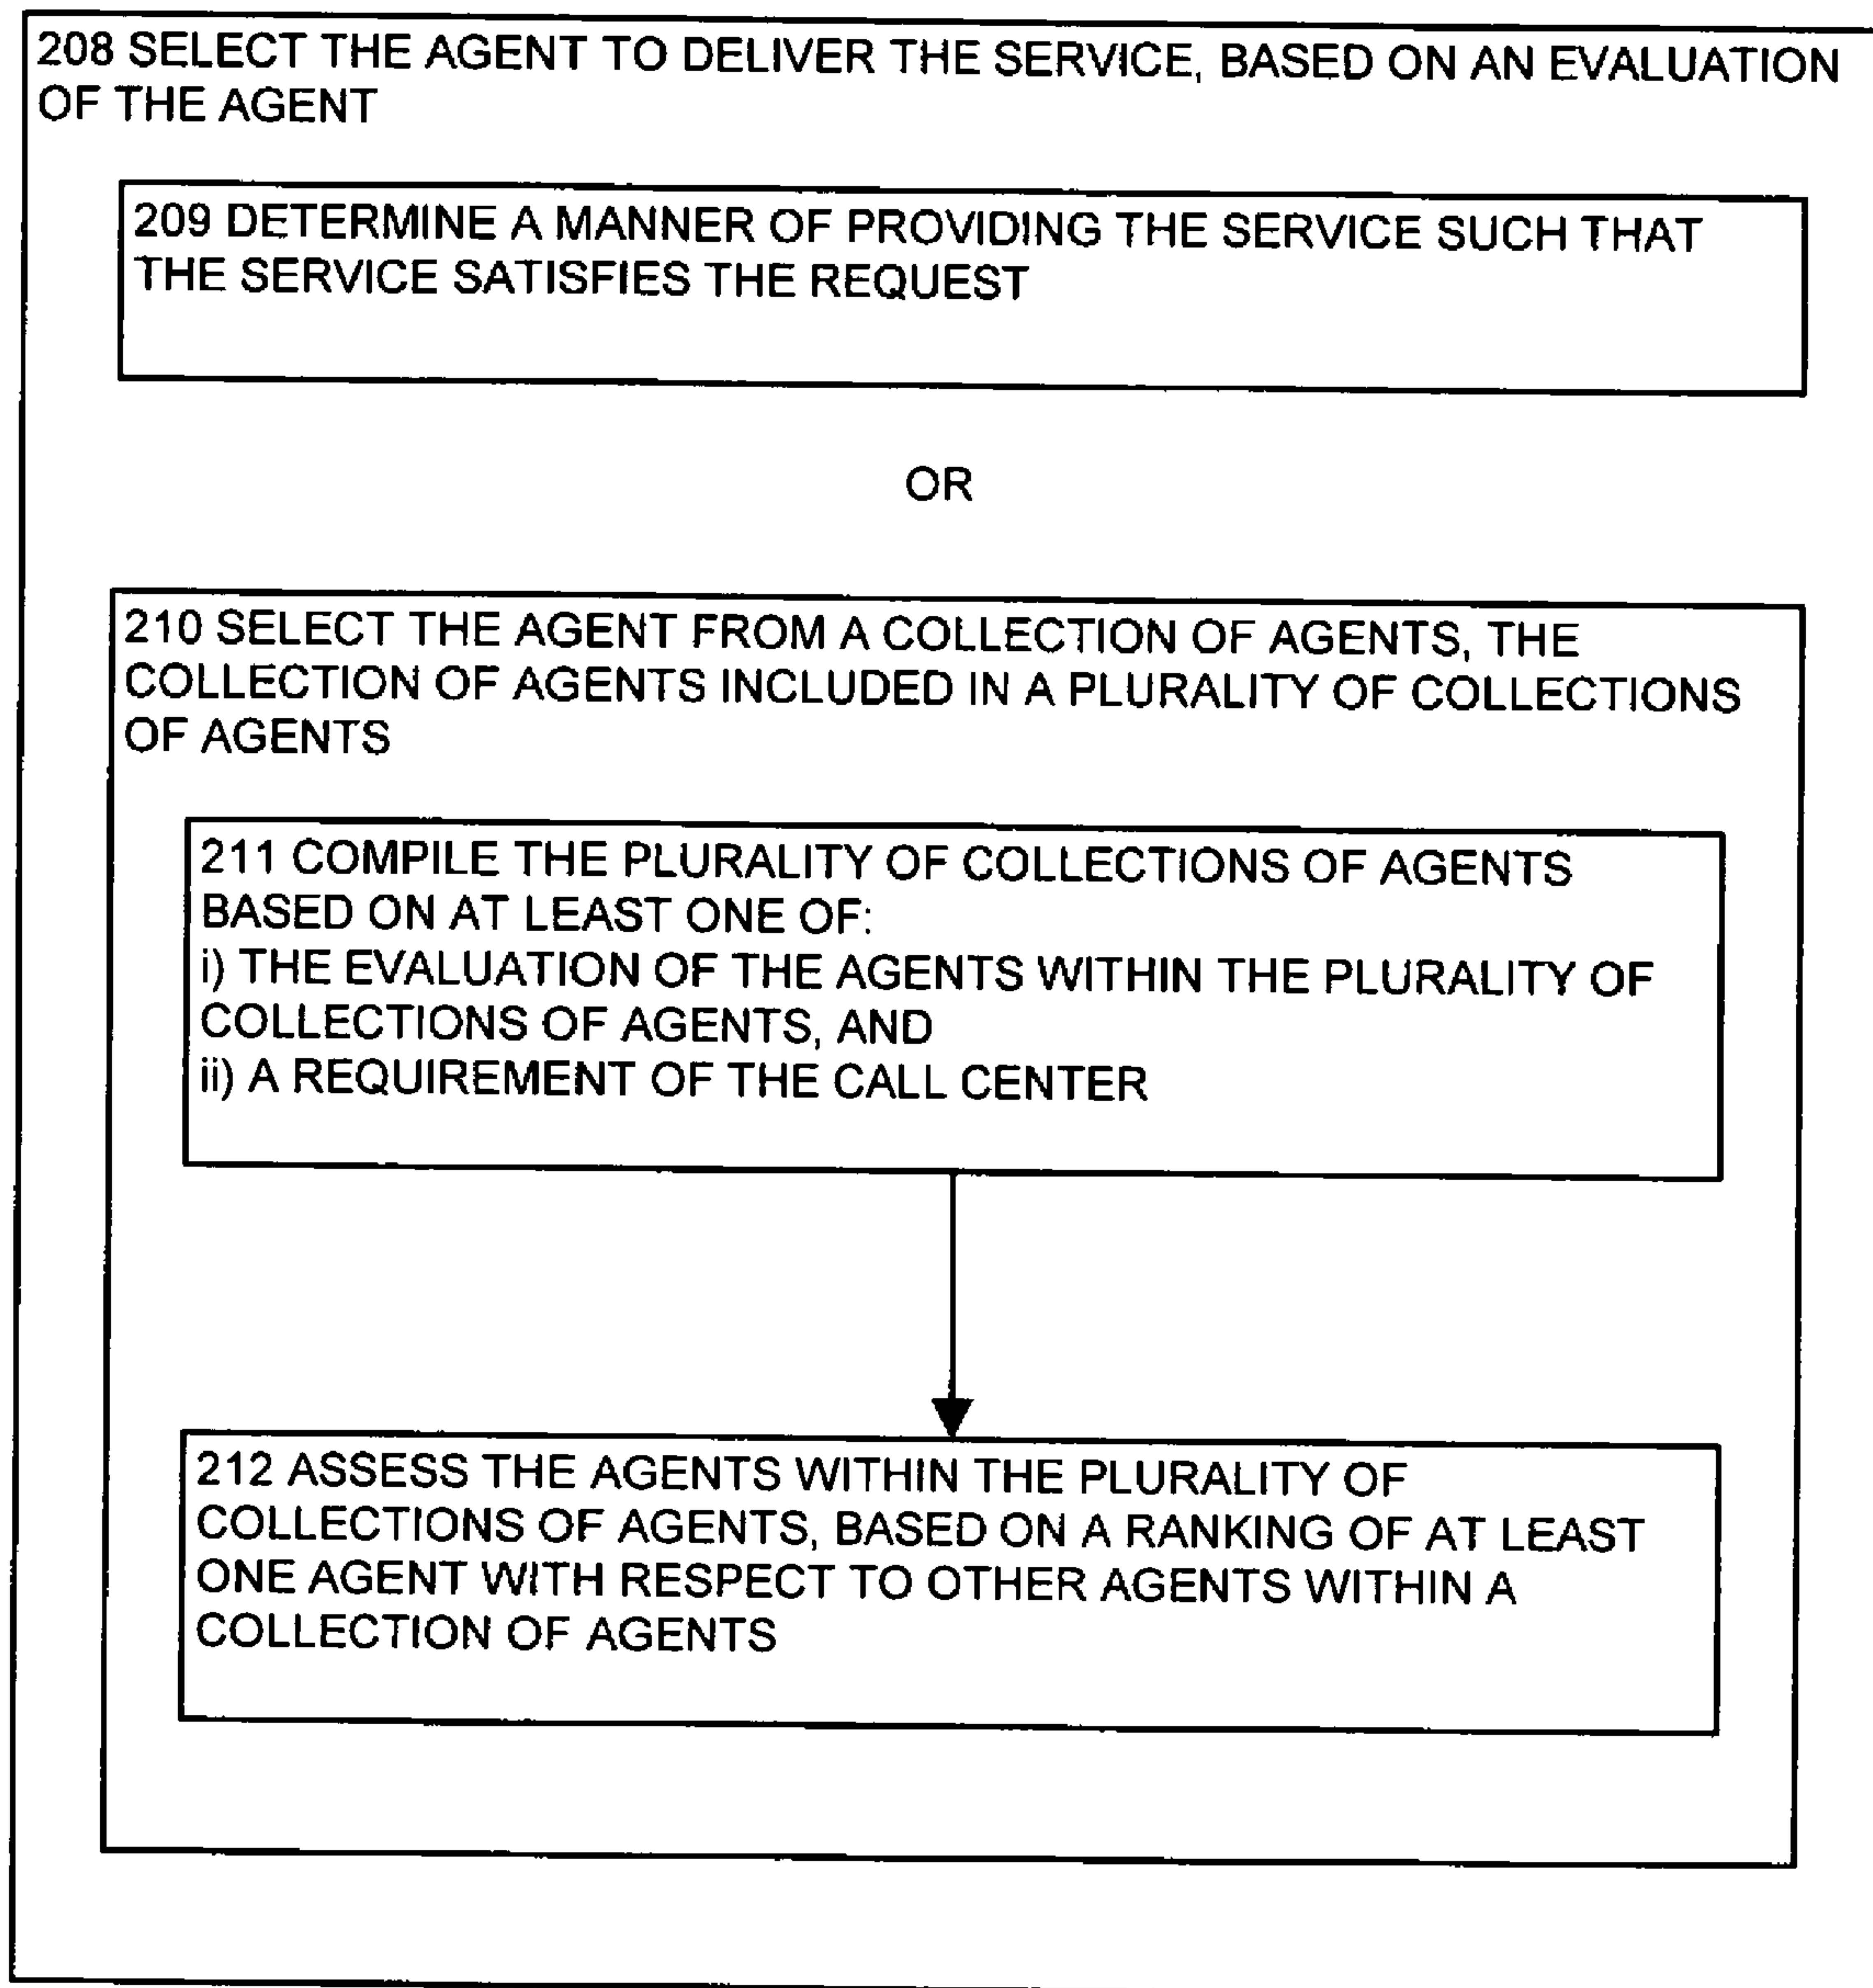 208 SELECT THE AGENT TO DELIVER THE SERVICE, BASED ON AN EVALUATION
OF THE AGENT
209 DETERMINE A MANNER OF PROVIDING THE SERVICE SUCH THAT
THE SERVICE SATISFIES THE REQUEST
OR
210 SELECT THE AGENT FROM A COLLECTION OF AGENTS, THE
COLLECTION OF AGENTS INCLUDED IN A PLURALITY OF COLLECTIONS
OF AGENTS
211 COMPILE THE PLURALITY OF COLLECTIONS OF AGENTS
BASED ON AT LEAST ONE OF:
i) THE EVALUATION OF THE AGENTS WITHIN THE PLURALITY OF
COLLECTIONS OF AGENTS, AND
ii) A REQUIREMENT OF THE CALL CENTER
212 ASSESS THE AGENTS WITHIN THE PLURALITY OF
COLLECTIONS OF AGENTS, BASED ON A RANKING OF AT LEAST
ONE AGENT WITH RESPECT TO OTHER AGENTS WITHIN A
COLLECTION OF AGENTS